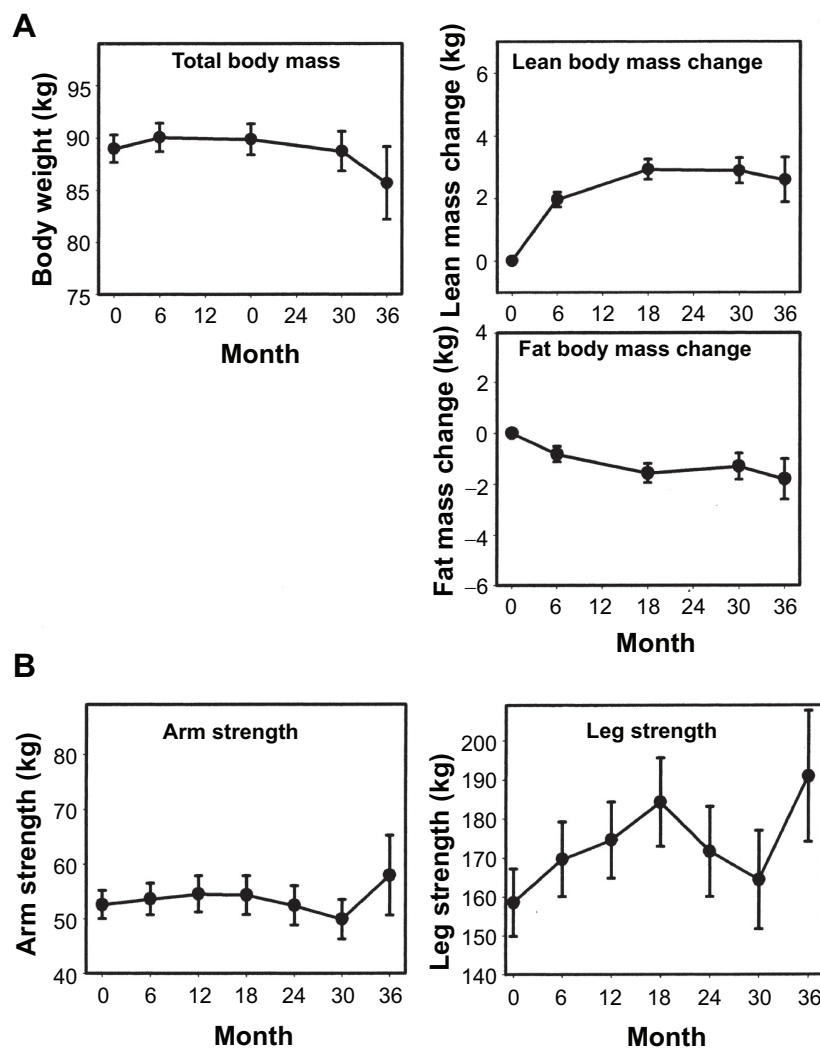 A
Total body mass
Body weight (kg)
95
90
85
80
75
0 6 12 0 24 30 36
Month
Lean body mass change
Lean mass change (kg)
6
4
2
0
0 6 12 18 24 30 36
Fat body mass change
Fat mass change (kg)
4
2
0
–2
–4
–6
0 6 12 18 24 30 36
Month
B
Arm strength
Arm strength (kg)
80
70
60
50
40
0 6 12 18 24 30 36
Month
Leg strength
Leg strength (kg)
200
190
180
170
160
150
140
0 6 12 18 24 30 36
Month